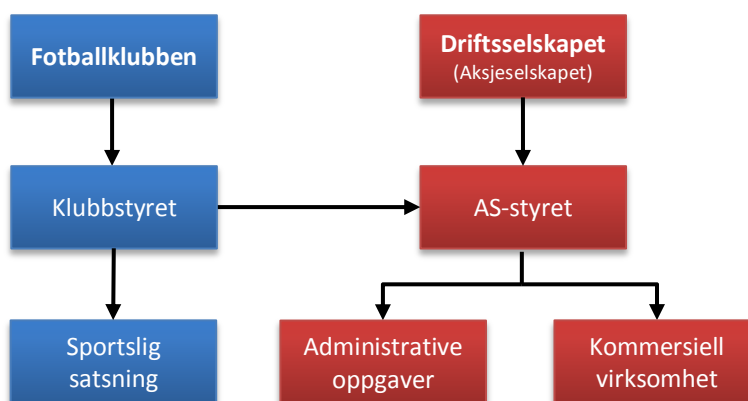 Fotballklubben
Driftsselskapet
(Aksjeselskapet)
Klubbstyret
AS-styret
Sportslig
satsning
Administrative
oppgaver
Kommersiell
virksomhet